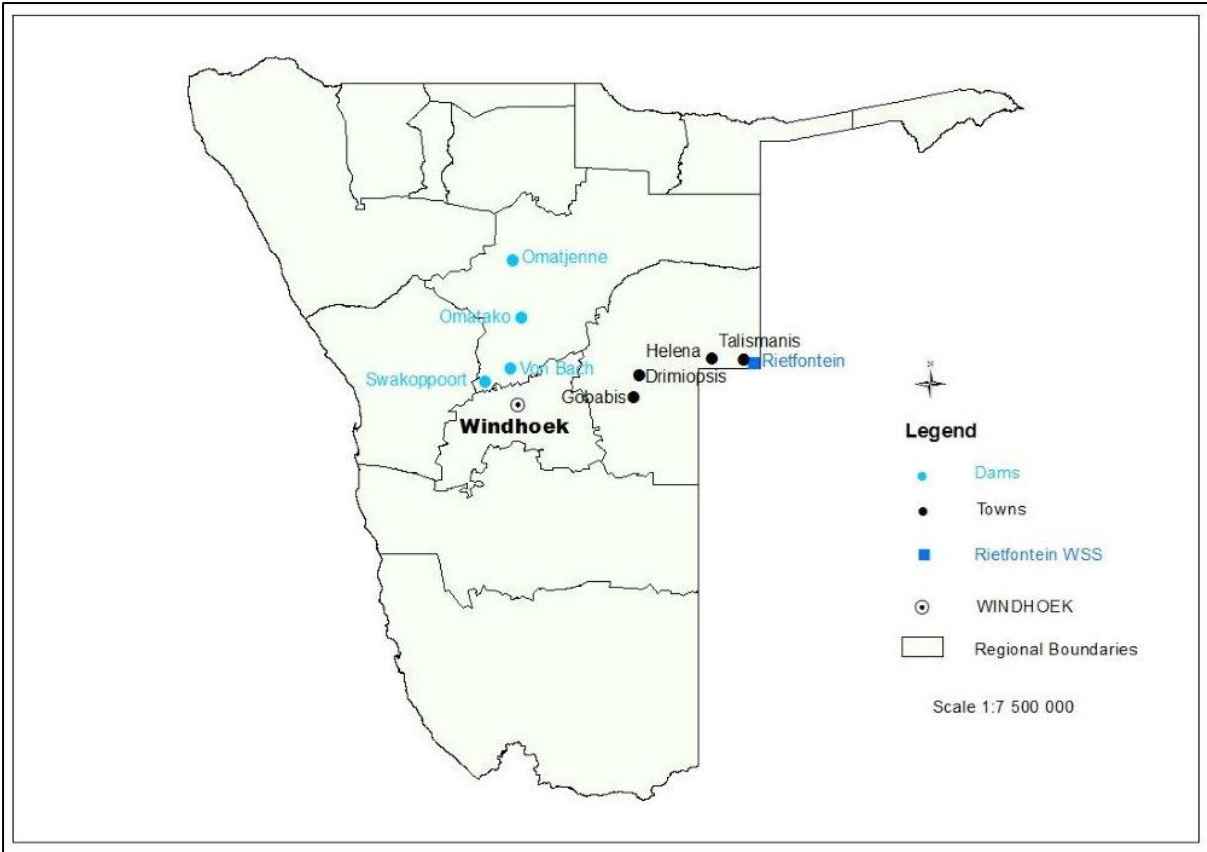 Omatjenne
Omatako
Von Bach
Swakoppoort
Windhoek
Talismanis
Helena
Rietfontein
Drimiopsis
Gobabis
Legend
Dams
Towns
Rietfontein WSS
WINDHOEK
Regional Boundaries
Scale 1:7 500 000